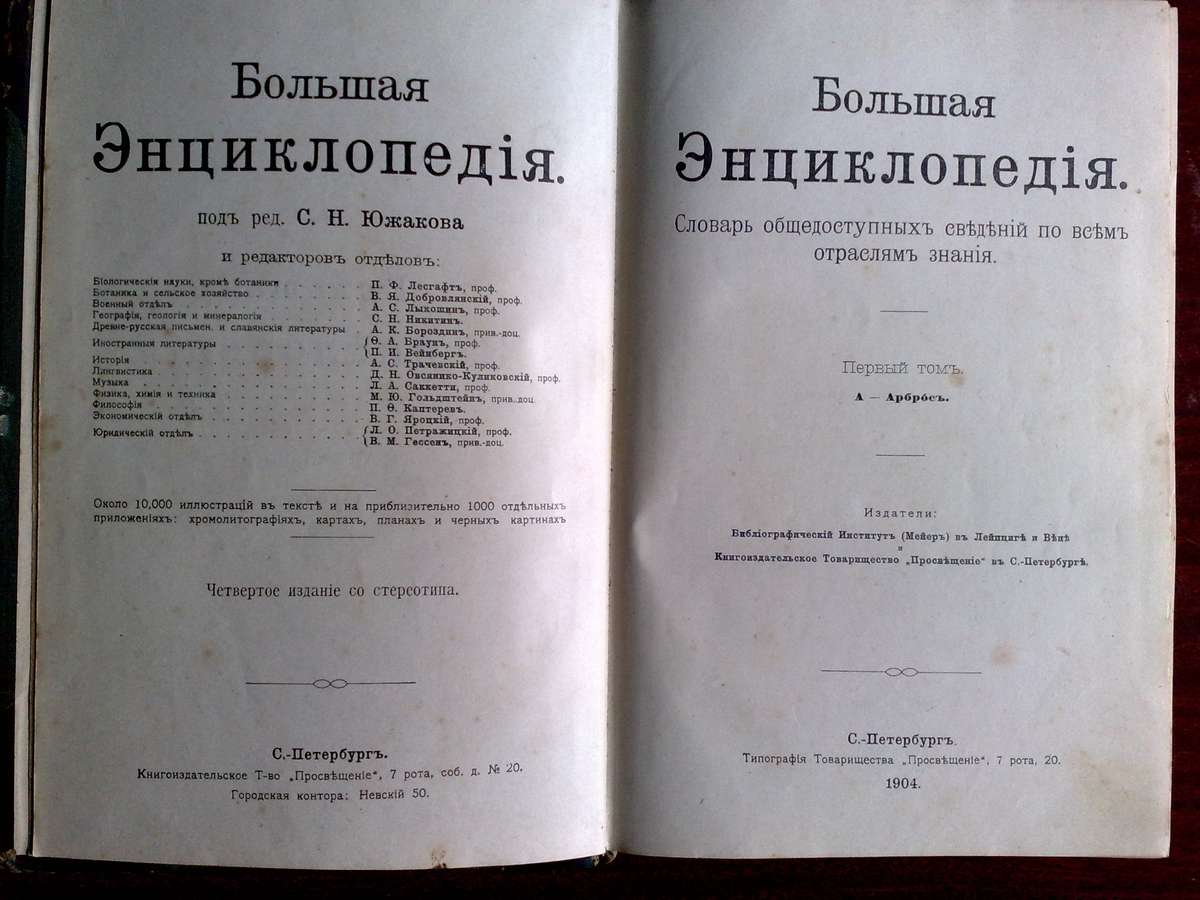 Большая
Энциклопедія.
подъ ред. С. Н. Южакова
и редакторовъ отдѣловъ:
Біологическія науки, кромѣ ботаники . . . . . . П. Ф. Лесгафтъ, проф.
Ботаника и сельское хозяйство . . . . . . . . В. Я. Добровлянскій, проф.
Военный отдѣлъ . . . . . . . . . . . . А. С. Лыкошинъ, проф.
Географія, геологія и минералогія . . . . . . . С. Н. Никитинъ.
Древне-русская письмен. и славянскія литературы . А. К. Бороздинъ, прив.-доц.
Иностранныя литературы . . . . . . . . . {Ѳ. А. Браунъ, проф.
{П. И. Вейнбергъ.
Исторія . . . . . . . . . . . . . . . А. С. Трачевскій, проф.
Лингвистика . . . . . . . . . . . . . Д. Н. Овсянико-Куликовскій, проф.
Музыка . . . . . . . . . . . . . . . Л. А. Саккетти, проф.
Физика, химія и техника . . . . . . . . . М. Ю. Гольдштейнъ, прив.-доц.
Философія . . . . . . . . . . . . . . П. Ѳ. Каптеревъ.
Экономическій отдѣлъ . . . . . . . . . . В. Г. Яроцкій, проф.
Юридическій отдѣлъ . . . . . . . . . . . {Л. О. Петражицкій, проф.
{В. М. Гессенъ, прив.-доц.
Около 10,000 иллюстрацій въ текстѣ и на приблизительно 1000 отдѣльныхъ
приложеніяхъ: хромолитографіяхъ, картахъ, планахъ и черныхъ картинахъ
Четвертое изданіе со стереотипа.
С.-Петербургъ.
Книгоиздательское Т-во „Просвѣщеніе“, 7 рота, соб. д. № 20.
Городская контора: Невскій 50.
Большая
Энциклопедія.
Словарь общедоступныхъ свѣдѣній по всѣмъ
отраслямъ знанія.
Первый томъ.
А — Арбросъ.
Издатели:
Библіографическій Институтъ (Мейеръ) въ Лейпцигѣ и Вѣнѣ
и
Книгоиздательское Товарищество „Просвѣщеніе“ въ С.-Петербургѣ.
С.-Петербургъ.
Типографія Товарищества „Просвѣщеніе“, 7 рота, 20.
1904.